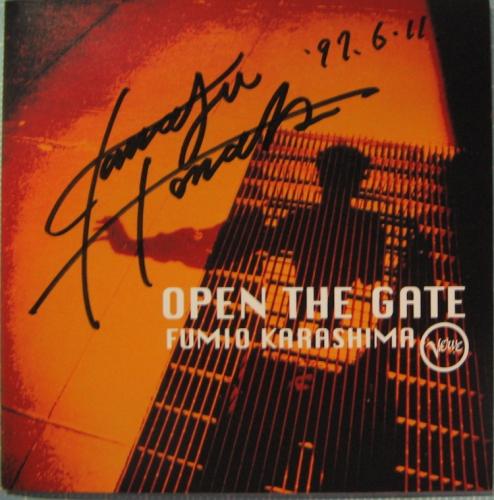 '97.6.11
OPEN THE GATE
FUMIO KARASHIMA
Verve